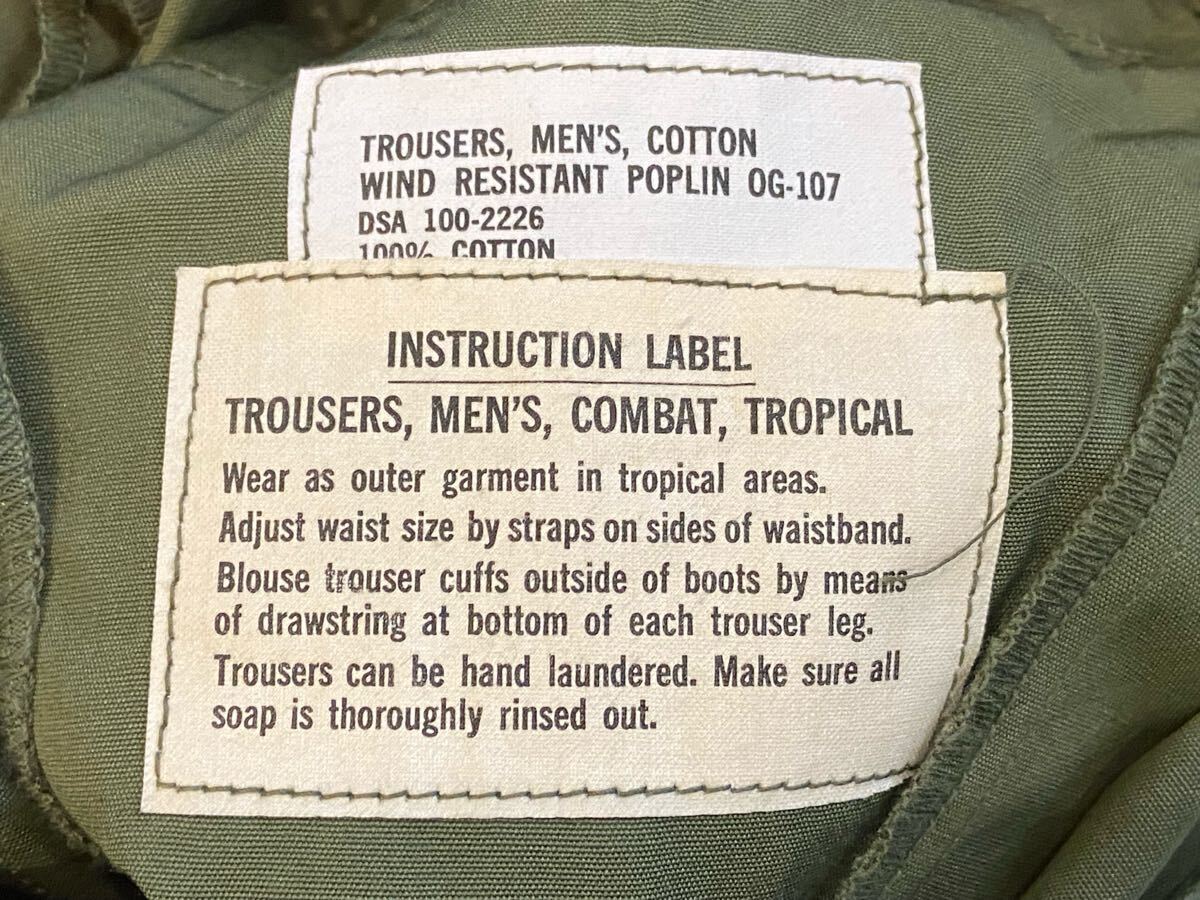 TROUSERS, MEN'S, COTTON
WIND RESISTANT POPLIN OG-107
DSA 100-2226
100% COTTON
INSTRUCTION LABEL
TROUSERS, MEN'S, COMBAT, TROPICAL
Wear as outer garment in tropical areas.
Adjust waist size by straps on sides of waistband.
Blouse trouser cuffs outside of boots by means
of drawstring at bottom of each trouser leg.
Trousers can be hand laundered. Make sure all
soap is thoroughly rinsed out.